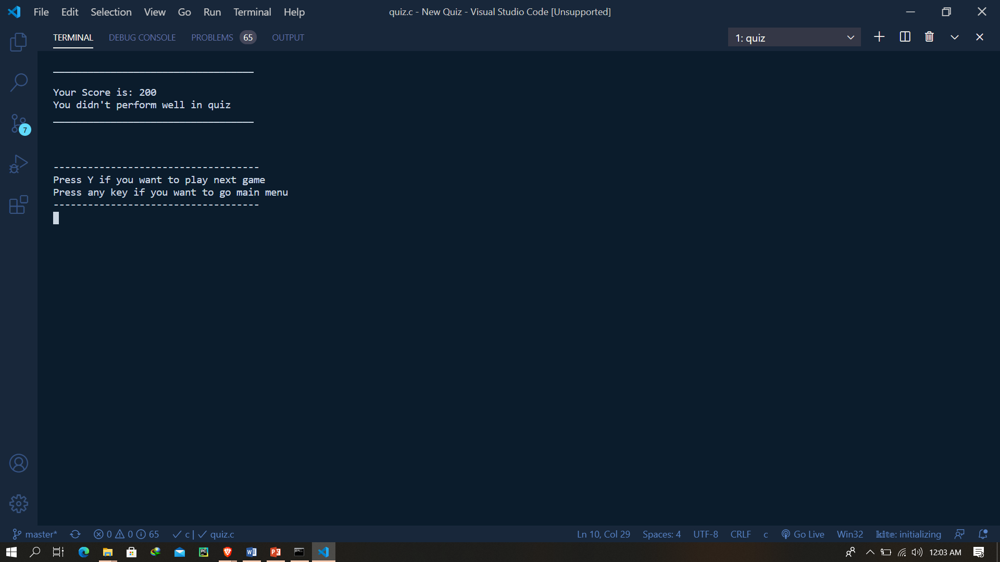 File Edit Selection View Go Run Terminal Help
quiz.c - New Quiz - Visual Studio Code [Unsupported]
TERMINAL DEBUG CONSOLE PROBLEMS 65 OUTPUT
1: quiz
___________________________________
Your Score is: 200
You didn't perform well in quiz
___________________________________
7
------------------------------------
Press Y if you want to play next game
Press any key if you want to go main menu
------------------------------------
master* 0 0 65 c | quiz.c
Ln 10, Col 29 Spaces: 4 UTF-8 CRLF c Go Live Win32 kite: initializing
PC
W
P
C:\.
12:03 AM